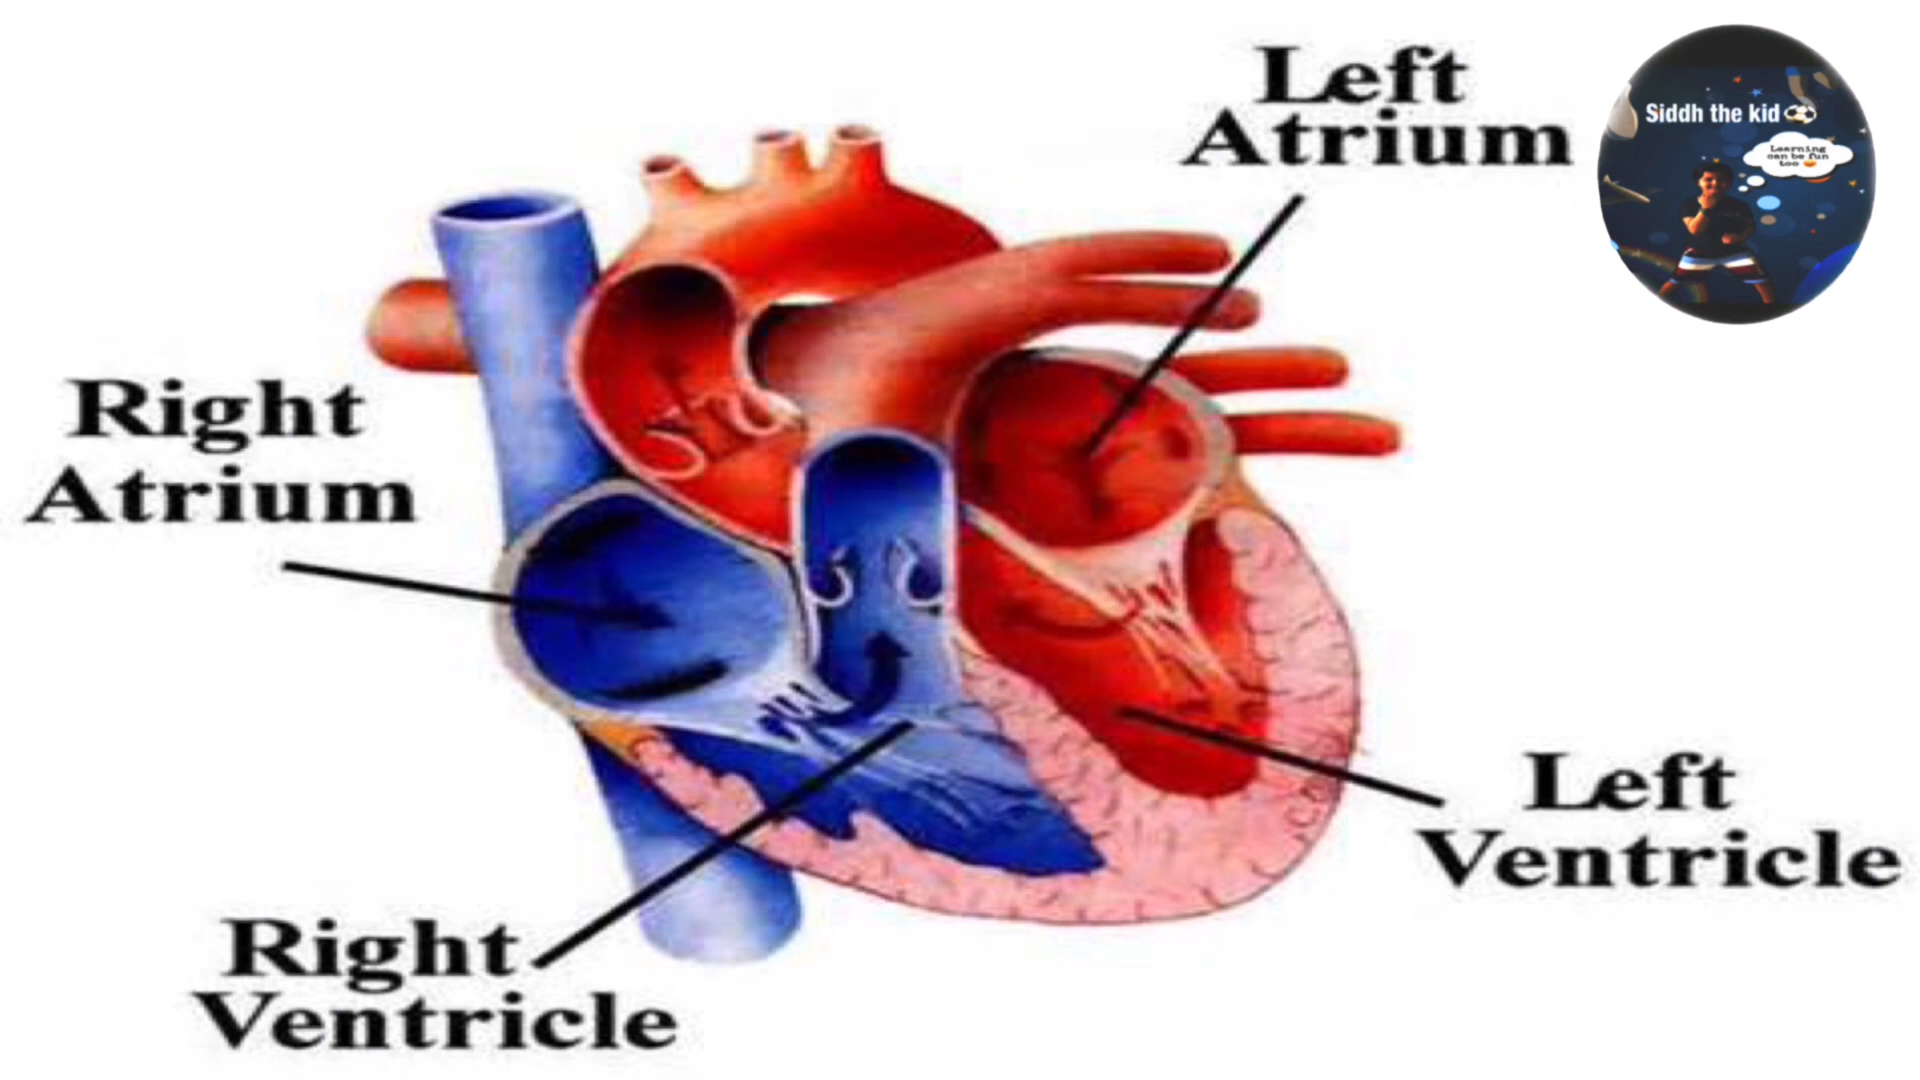 Left
Atrium
Siddh the kid
Learning
can be fun
too
Right
Atrium
Left
Ventricle
Right
Ventricle